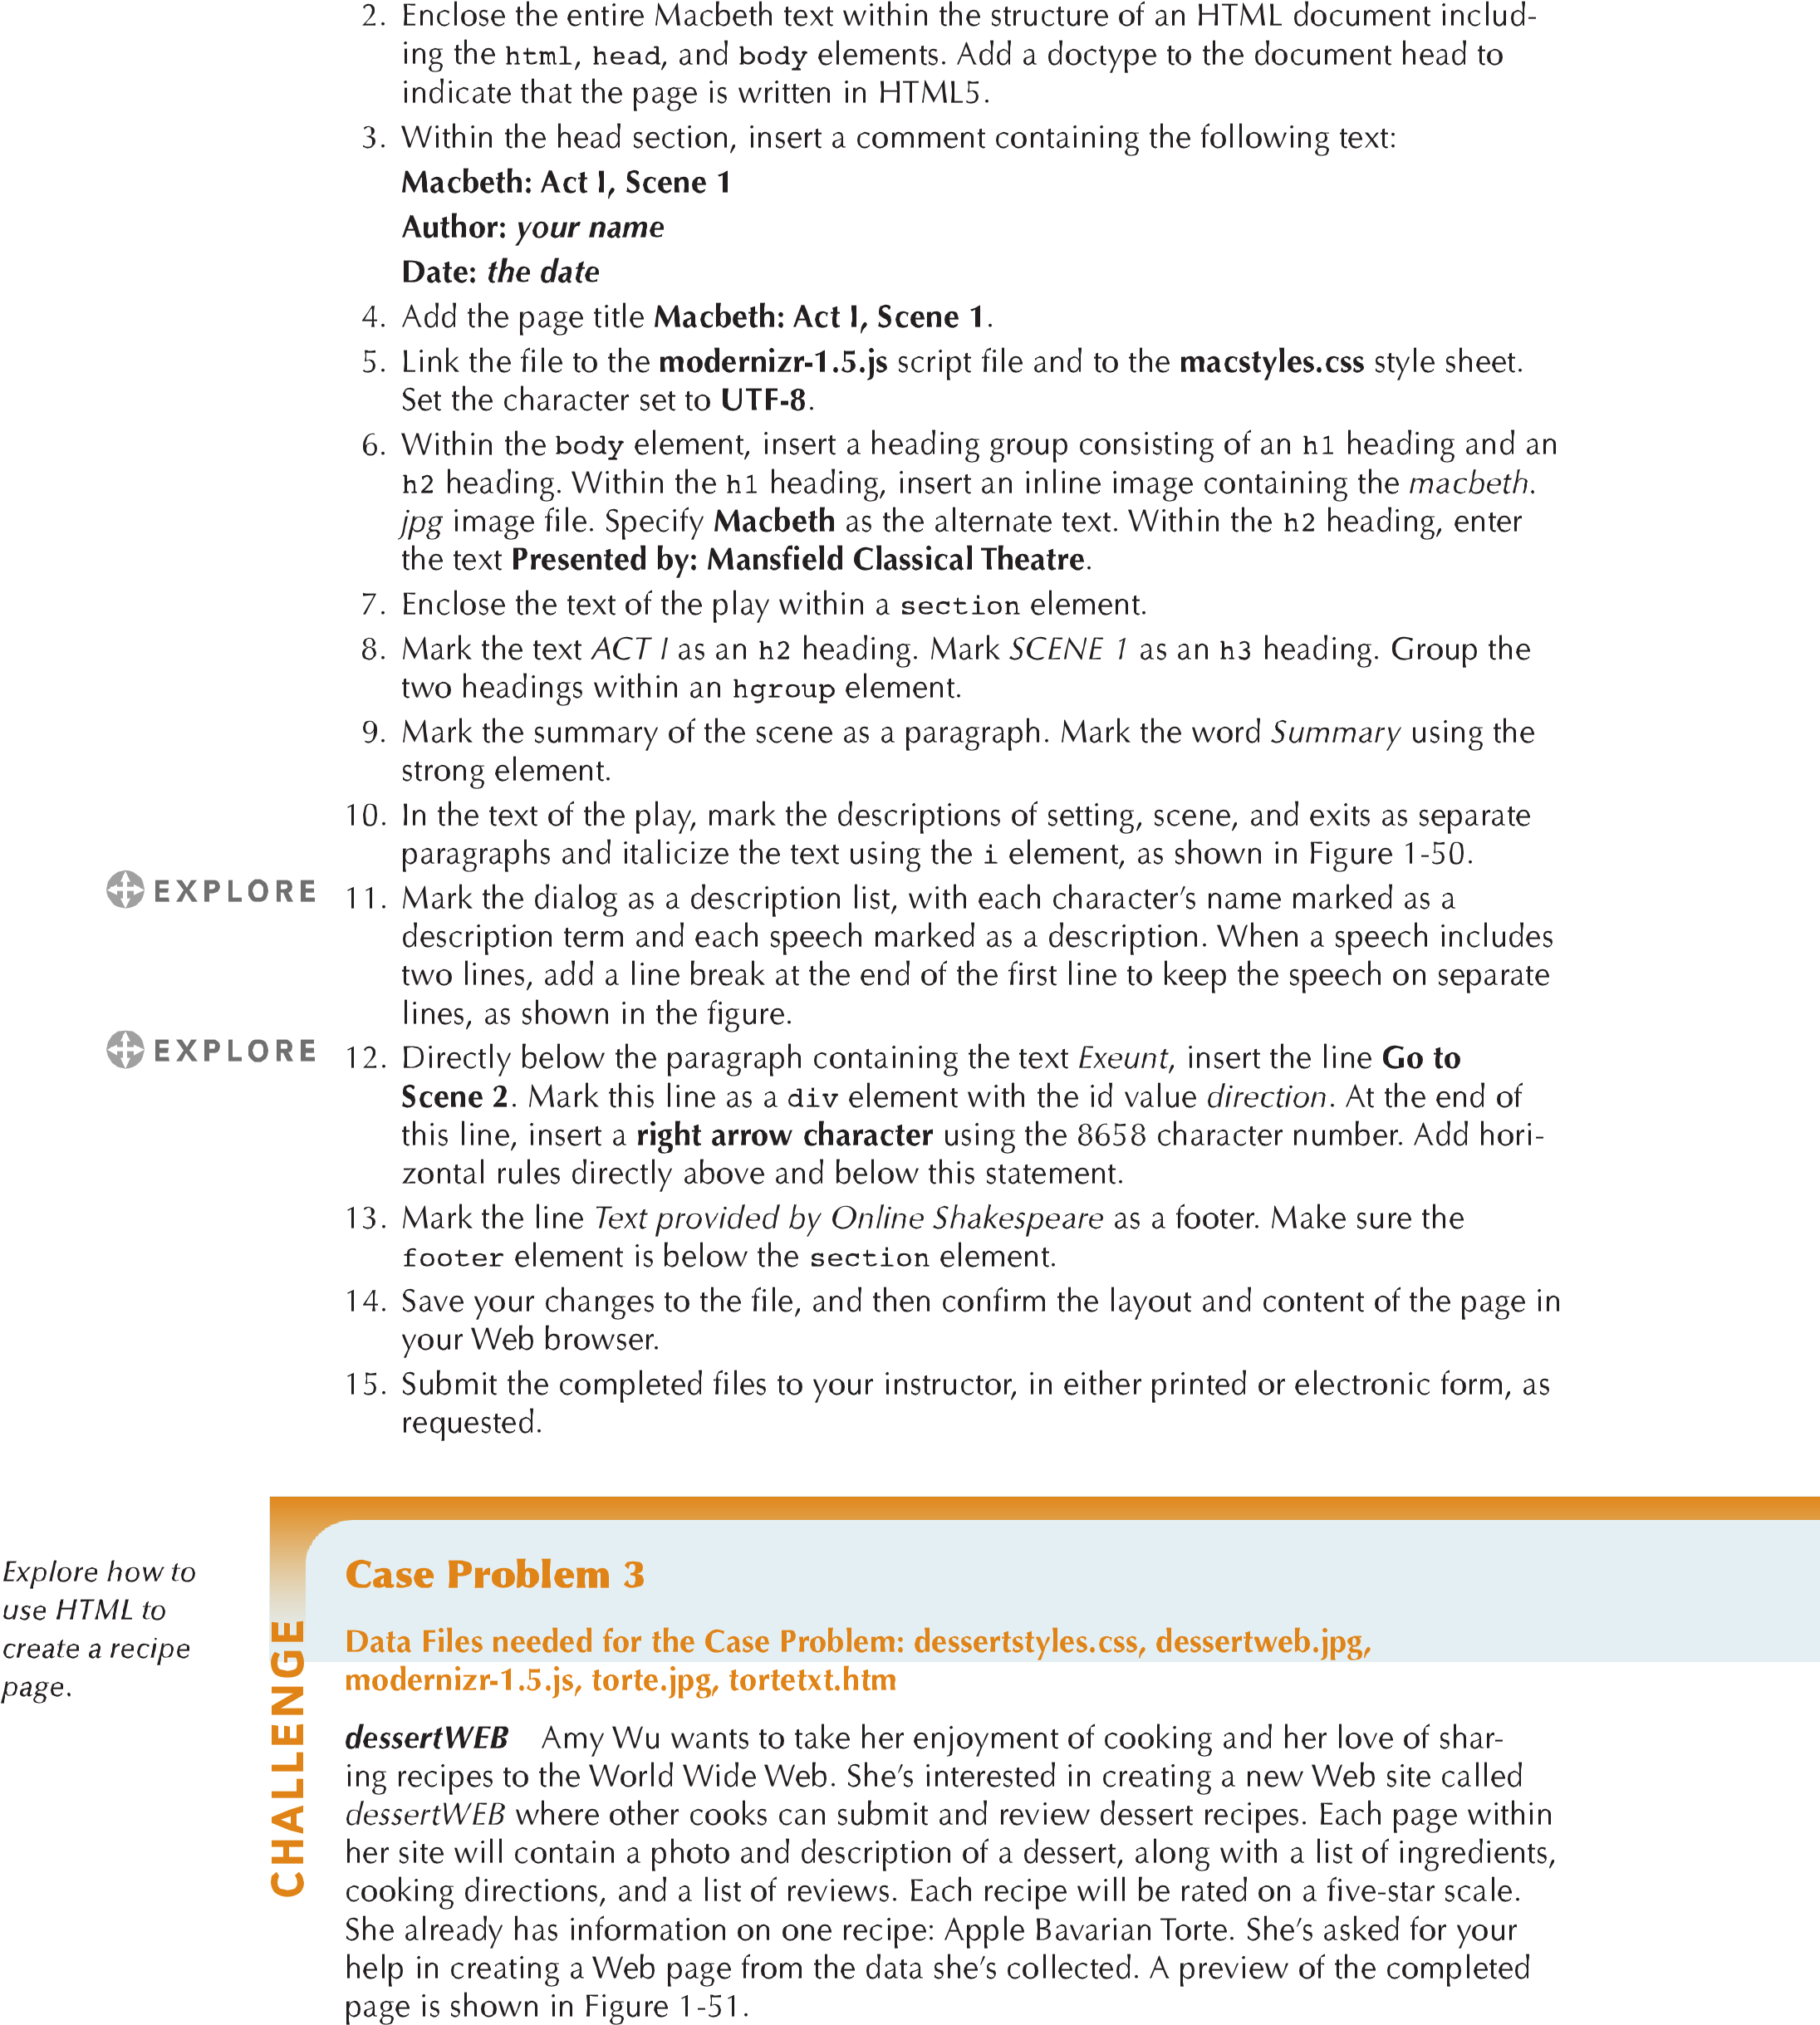 2. Enclose the entire Macbeth text within the structure of an HTML document includ-
ing the html, head, and body elements. Add a doctype to the document head to
indicate that the page is written in HTML5.
3. Within the head section, insert a comment containing the following text:
Macbeth: Act I, Scene 1
Author: your name
Date: the date
4. Add the page title Macbeth: Act I, Scene 1.
5. Link the file to the modernizr-1.5.js script file and to the macstyles.css style sheet.
Set the character set to UTF-8.
6. Within the body element, insert a heading group consisting of an h1 heading and an
h2 heading. Within the h1 heading, insert an inline image containing the macbeth.
jpg image file. Specify Macbeth as the alternate text. Within the h2 heading, enter
the text Presented by: Mansfield Classical Theatre.
7. Enclose the text of the play within a section element.
8. Mark the text ACT I as an h2 heading. Mark SCENE 1 as an h3 heading. Group the
two headings within an hgroup element.
9. Mark the summary of the scene as a paragraph. Mark the word Summary using the
strong element.
10. In the text of the play, mark the descriptions of setting, scene, and exits as separate
paragraphs and italicize the text using the i element, as shown in Figure 1-50.
EXPLORE 11. Mark the dialog as a description list, with each character's name marked as a
description term and each speech marked as a description. When a speech includes
two lines, add a line break at the end of the first line to keep the speech on separate
lines, as shown in the figure.
EXPLORE 12. Directly below the paragraph containing the text Exeunt, insert the line Go to
Scene 2. Mark this line as a div element with the id value direction. At the end of
this line, insert a right arrow character using the 8658 character number. Add hori-
zontal rules directly above and below this statement.
13. Mark the line Text provided by Online Shakespeare as a footer. Make sure the
footer element is below the section element.
14. Save your changes to the file, and then confirm the layout and content of the page in
your Web browser.
15. Submit the completed files to your instructor, in either printed or electronic form, as
requested.
Explore how to
use HTML to
create a recipe
page.
CHALLENGE
Case Problem 3
Data Files needed for the Case Problem: dessertstyles.css, dessertweb.jpg,
modernizr-1.5.js, torte.jpg, tortetxt.htm
dessertWEB Amy Wu wants to take her enjoyment of cooking and her love of shar-
ing recipes to the World Wide Web. She's interested in creating a new Web site called
dessertWEB where other cooks can submit and review dessert recipes. Each page within
her site will contain a photo and description of a dessert, along with a list of ingredients,
cooking directions, and a list of reviews. Each recipe will be rated on a five-star scale.
She already has information on one recipe: Apple Bavarian Torte. She's asked for your
help in creating a Web page from the data she's collected. A preview of the completed
page is shown in Figure 1-51.